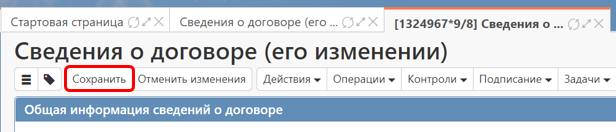 Стартовая страница Сведения о договоре (его ... [1324967*9/8] Сведения о ...
Сведения о договоре (его изменении)
Сохранить Отменить изменения Действия Операции Контроли Подписание Задачи
Общая информация сведений о договоре